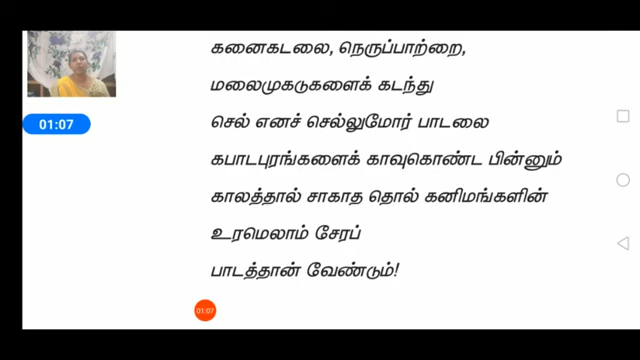 கனைகடலை, நெருப்பாற்றை,
மலைமுகடுகளைக் கடந்து
செல் எனச் செல்லுமோர் பாடலை
கபாடபுரங்களைக் காவுகொண்ட பின்னும்
காலத்தால் சாகாத தொல் கனிமங்களின்
உரமெலாம் சேரப்
பாடத்தான் வேண்டும்!
01:07
01:07